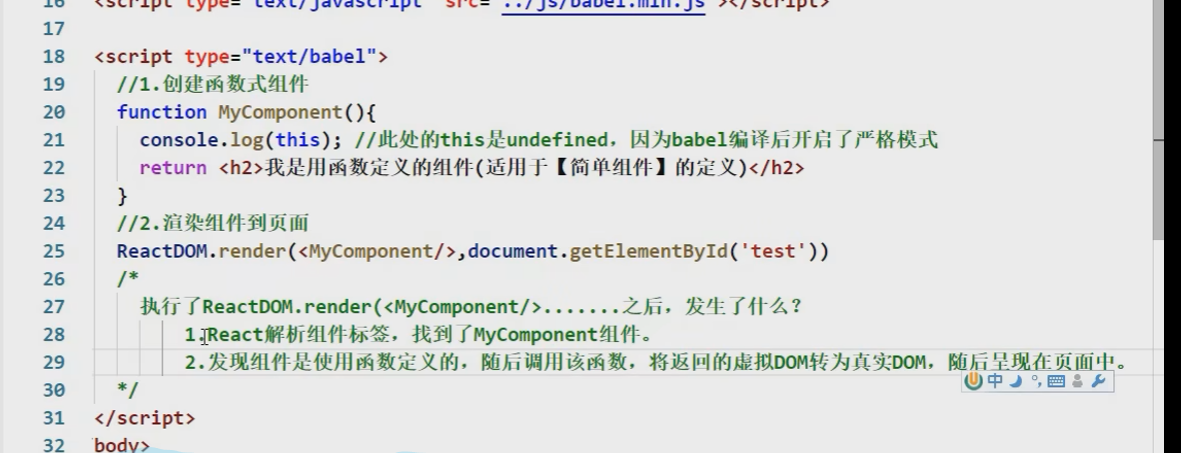 16 <script type="text/javascript" src="../js/babel.min.js"></script>
17
18 <script type="text/babel">
19 //1.创建函数式组件
20 function MyComponent(){
21 console.log(this); //此处的this是undefined，因为babel编译后开启了严格模式
22 return <h2>我是用函数定义的组件(适用于【简单组件】的定义)</h2>
23 }
24 //2.渲染组件到页面
25 ReactDOM.render(<MyComponent/>,document.getElementById('test'))
26 /*
27 执行了ReactDOM.render(<MyComponent/>.......之后，发生了什么？
28 1.React解析组件标签，找到了MyComponent组件。
29 2.发现组件是使用函数定义的，随后调用该函数，将返回的虚拟DOM转为真实DOM，随后呈现在页面中。
中
30 */
31 </script>
32 body>